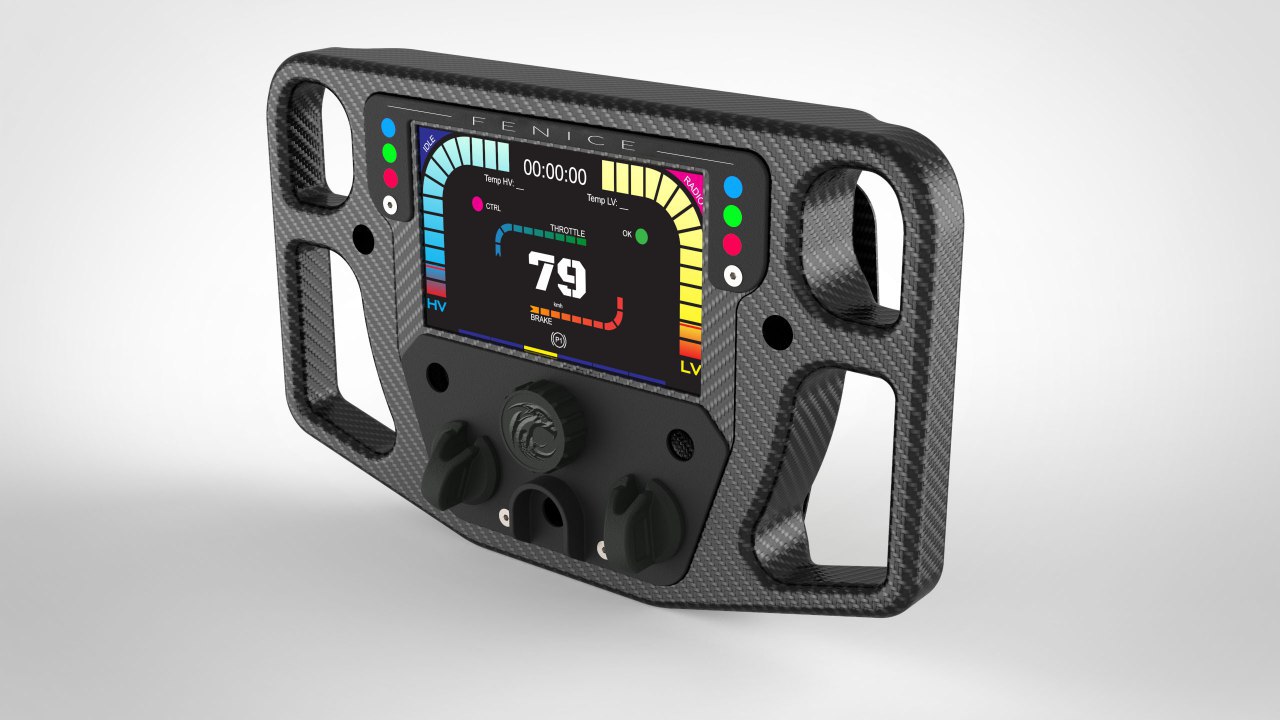 FENICE
IDLE
00:00:00
RADIO
Temp HV: __
Temp LV: __
CTRL
THROTTLE
OK
79
kmh
HV
BRAKE
(P1)
LV